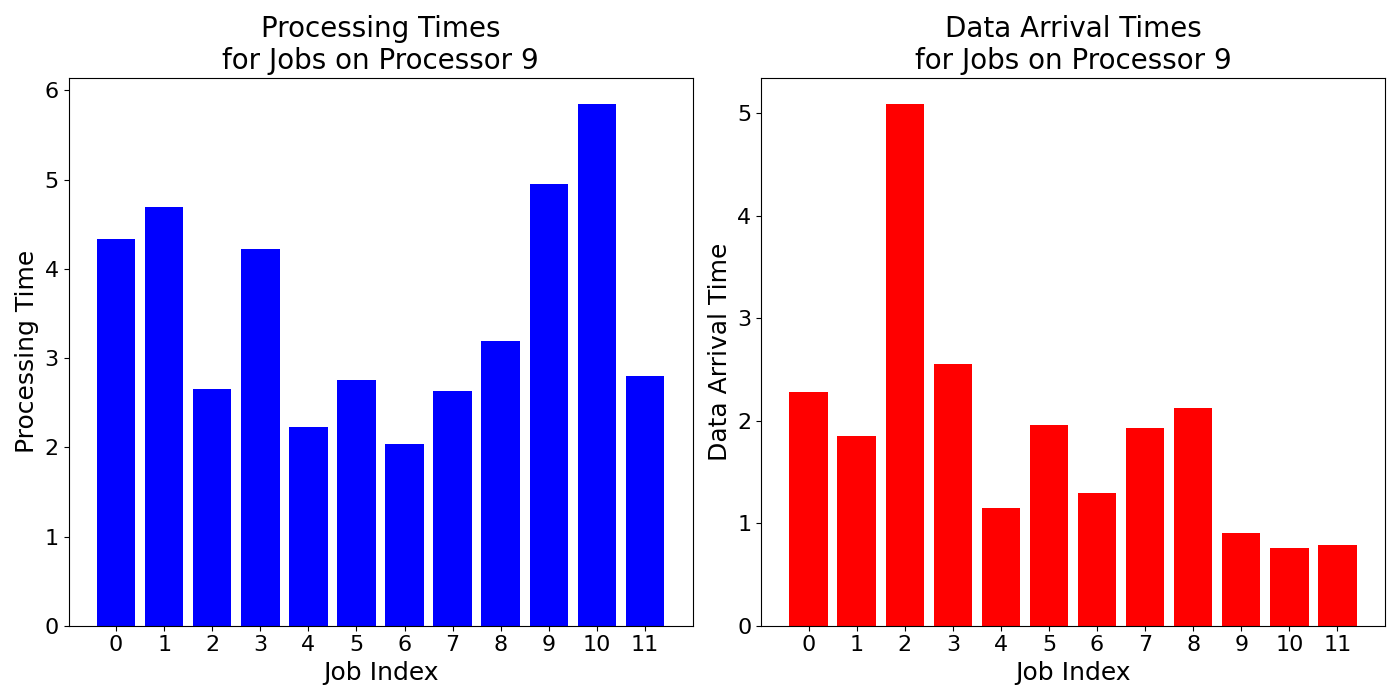 Processing Times
for Jobs on Processor 9
Processing Time
6
5
4
3
2
1
0
0 1 2 3 4 5 6 7 8 9 10 11
Job Index
Data Arrival Times
for Jobs on Processor 9
Data Arrival Time
5
4
3
2
1
0
0 1 2 3 4 5 6 7 8 9 10 11
Job Index